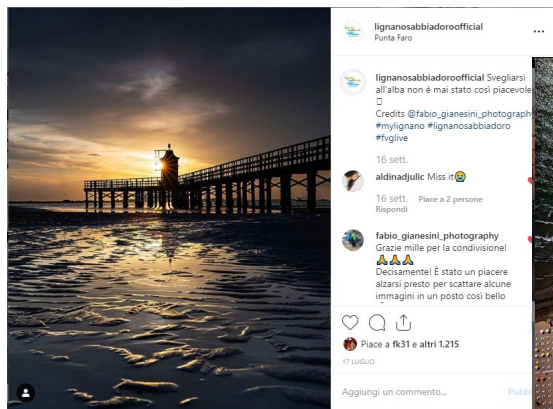 lignanosabbiadoroofficial
Punta Faro
lignanosabbiadoroofficial Svegliarsi
all'alba non è mai stato così piacevole
Credits @fabio_gianesini_photography
#mylignano #lignanosabbiadoro
#fvglive
16 sett.
aldinadjulic Miss it😭
16 sett. Piace a 2 persone
Rispondi
fabio_gianesini_photography
Grazie mille per la condivisione!
🙏🙏🙏
Decisamente! È stato un piacere
alzarsi presto per scattare alcune
immagini in un posto così bello
Piace a fk31 e altri 1.215
17 LUGLIO
Aggiungi un commento... Pubb